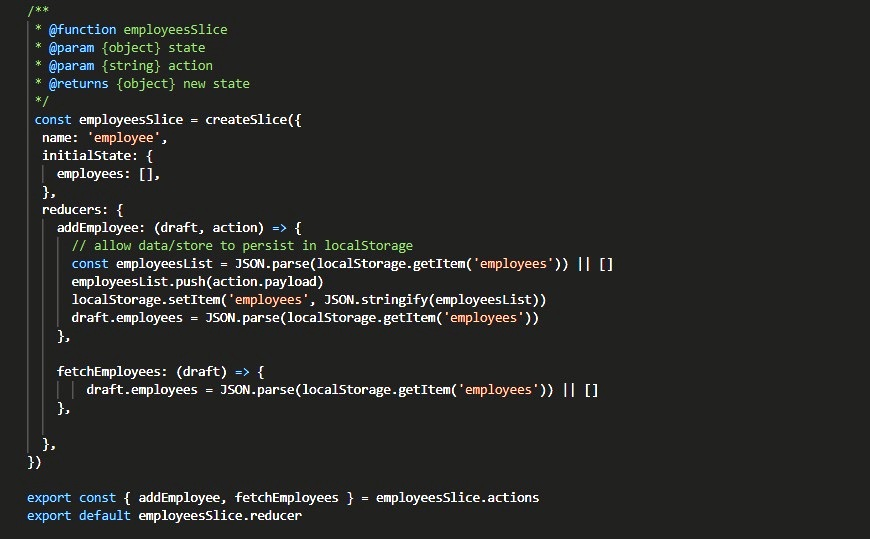 /**
* @function employeesSlice
* @param {object} state
* @param {string} action
* @returns {object} new state
*/
const employeesSlice = createSlice({
name: 'employee',
initialState: {
employees: [],
},
reducers: {
addEmployee: (draft, action) => {
// allow data/store to persist in localStorage
const employeesList = JSON.parse(localStorage.getItem('employees')) || []
employeesList.push(action.payload)
localStorage.setItem('employees', JSON.stringify(employeesList))
draft.employees = JSON.parse(localStorage.getItem('employees'))
},
fetchEmployees: (draft) => {
draft.employees = JSON.parse(localStorage.getItem('employees')) || []
},
},
})
export const { addEmployee, fetchEmployees } = employeesSlice.actions
export default employeesSlice.reducer